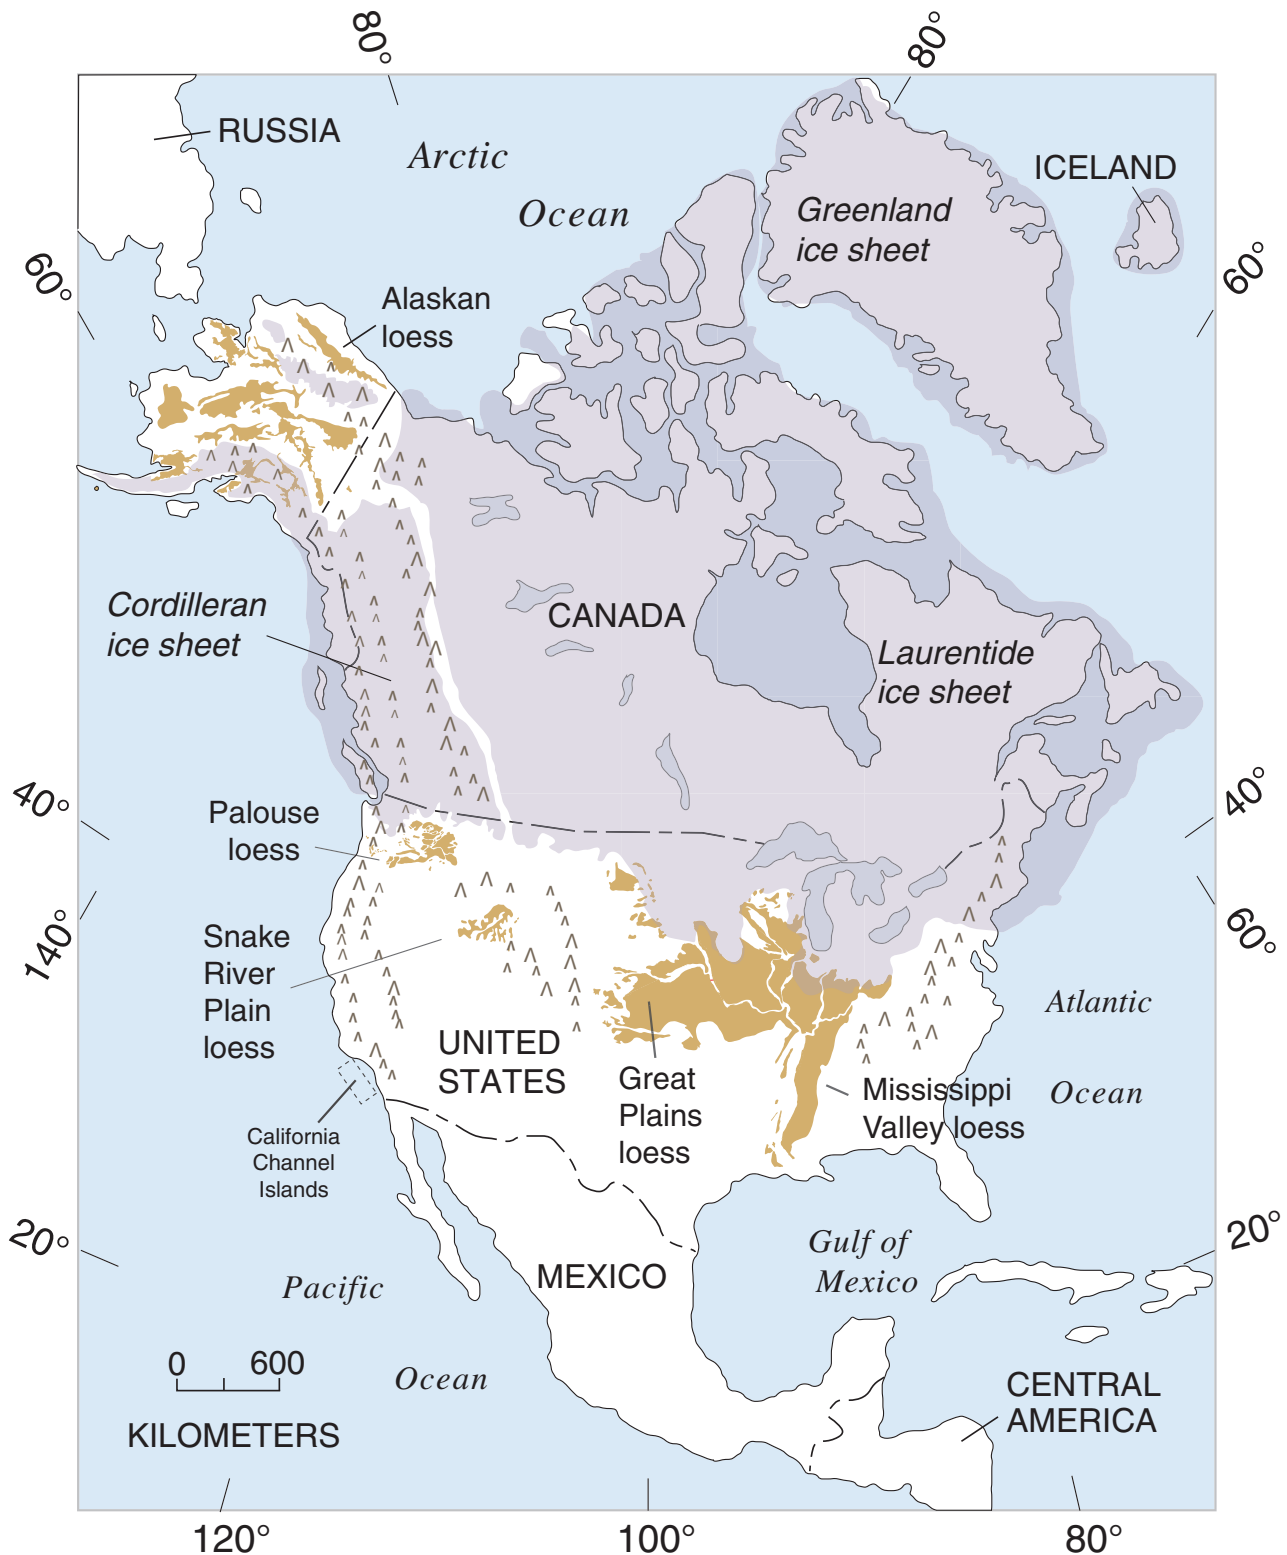 80°
80°
RUSSIA
Arctic
Ocean
ICELAND
Greenland
ice sheet
60°
60°
Alaskan
loess
Cordilleran
ice sheet
CANADA
Laurentide
ice sheet
40°
40°
Palouse
loess
140°
60°
Snake
River
Plain
loess
UNITED
STATES
Great
Plains
loess
Mississippi
Valley loess
Atlantic
Ocean
California
Channel
Islands
20°
20°
Gulf of
Mexico
MEXICO
Pacific
Ocean
0 600
KILOMETERS
CENTRAL
AMERICA
120°
100°
80°